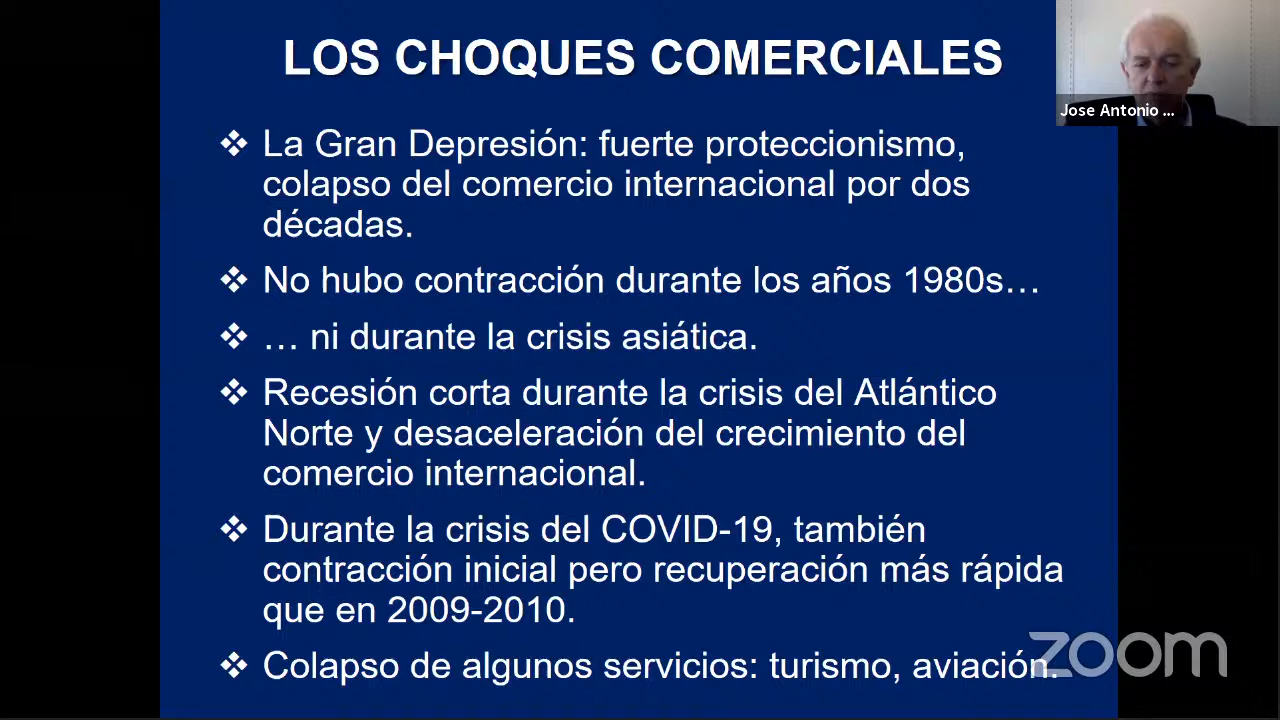 LOS CHOQUES COMERCIALES
Jose Antonio ...
❖ La Gran Depresión: fuerte proteccionismo,
colapso del comercio internacional por dos
décadas.
❖ No hubo contracción durante los años 1980s…
❖ … ni durante la crisis asiática.
❖ Recesión corta durante la crisis del Atlántico
Norte y desaceleración del crecimiento del
comercio internacional.
❖ Durante la crisis del COVID-19, también
contracción inicial pero recuperación más rápida
que en 2009-2010.
❖ Colapso de algunos servicios: turismo, aviación.
zoom